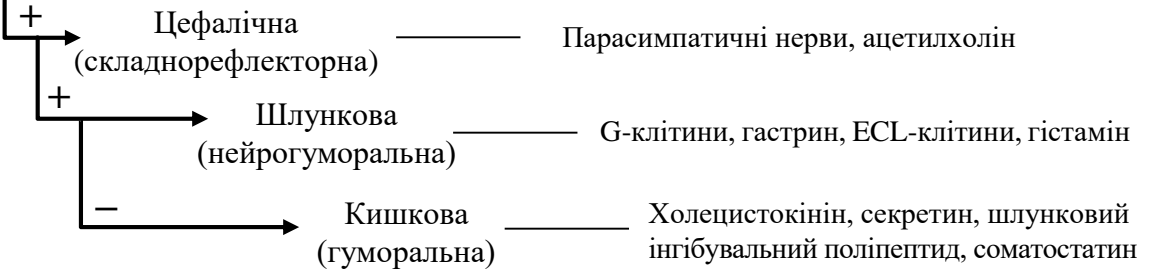 +
Цефалічна
(складнорефлекторна)
Парасимпатичні нерви, ацетилхолін
+
Шлункова
(нейрогуморальна)
G-клітини, гастрин, ECL-клітини, гістамін
–
Кишкова
(гуморальна)
Холецистокінін, секретин, шлунковий
інгібувальний поліпептид, соматостатин